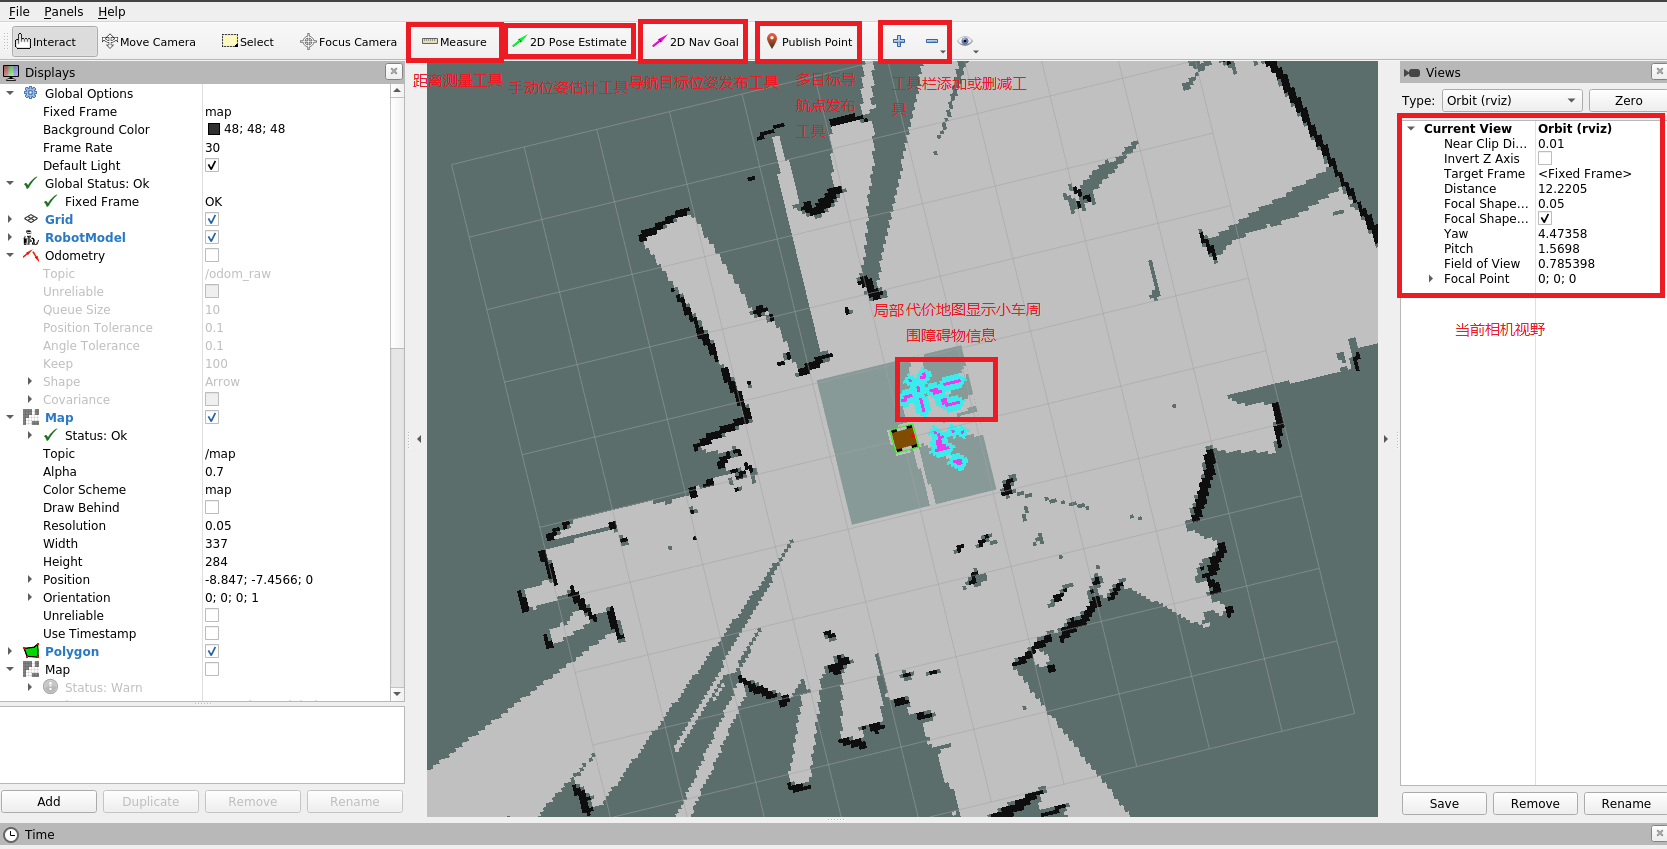 File Panels Help
Interact Move Camera Select Focus Camera Measure 2D Pose Estimate 2D Nav Goal Publish Point
距离测量工具
手动位姿估计工具
导航目标位姿发布工具
多目标导
航点发布
工具
工具栏添加或删减工
具
Displays
Global Options
Fixed Frame map
Background Color 48; 48; 48
Frame Rate 30
Default Light
Global Status: Ok
Fixed Frame OK
Grid
RobotModel
Odometry
Topic /odom_raw
Unreliable
Queue Size 10
Position Tolerance 0.1
Angle Tolerance 0.1
Keep 100
Shape Arrow
Covariance
Map
Status: Ok
Topic /map
Alpha 0.7
Color Scheme map
Draw Behind
Resolution 0.05
Width 337
Height 284
Position -8.847; -7.4566; 0
Orientation 0; 0; 0; 1
Unreliable
Use Timestamp
Polygon
Map
Status: Warn
Add Duplicate Remove Rename
局部代价地图显示小车周
围障碍物信息
Views
Type: Orbit (rviz) Zero
Current View Orbit (rviz)
Near Clip Di... 0.01
Invert Z Axis
Target Frame <Fixed Frame>
Distance 12.2205
Focal Shape... 0.05
Focal Shape...
Yaw 4.47358
Pitch 1.5698
Field of View 0.785398
Focal Point 0; 0; 0
当前相机视野
Save Remove Rename
Time